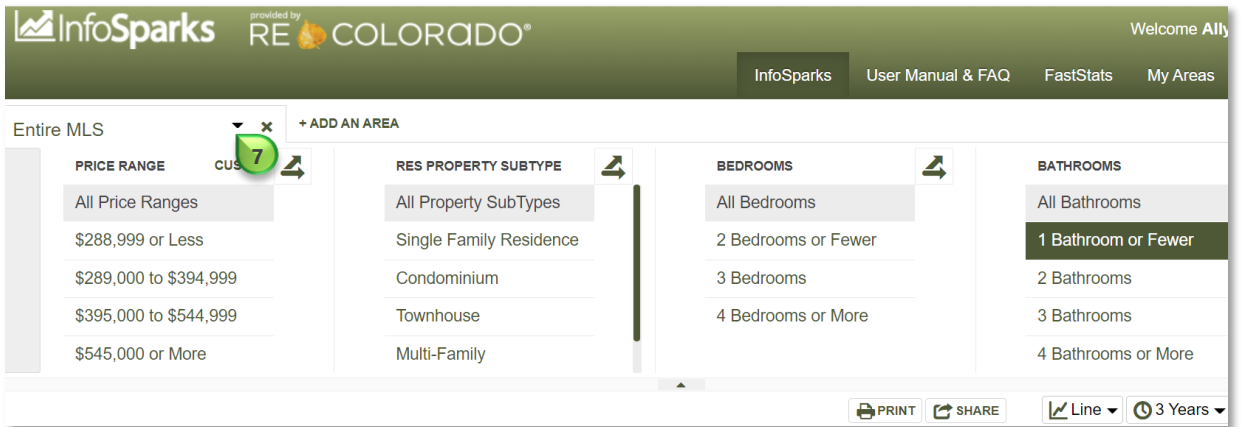 InfoSparks provided by RE COLORADO®
Welcome Ally
InfoSparks User Manual & FAQ FastStats My Areas
Entire MLS + ADD AN AREA
7
PRICE RANGE
All Price Ranges
$288,999 or Less
$289,000 to $394,999
$395,000 to $544,999
$545,000 or More
RES PROPERTY SUBTYPE
All Property SubTypes
Single Family Residence
Condominium
Townhouse
Multi-Family
BEDROOMS
All Bedrooms
2 Bedrooms or Fewer
3 Bedrooms
4 Bedrooms or More
BATHROOMS
All Bathrooms
1 Bathroom or Fewer
2 Bathrooms
3 Bathrooms
4 Bathrooms or More
PRINT SHARE Line 3 Years